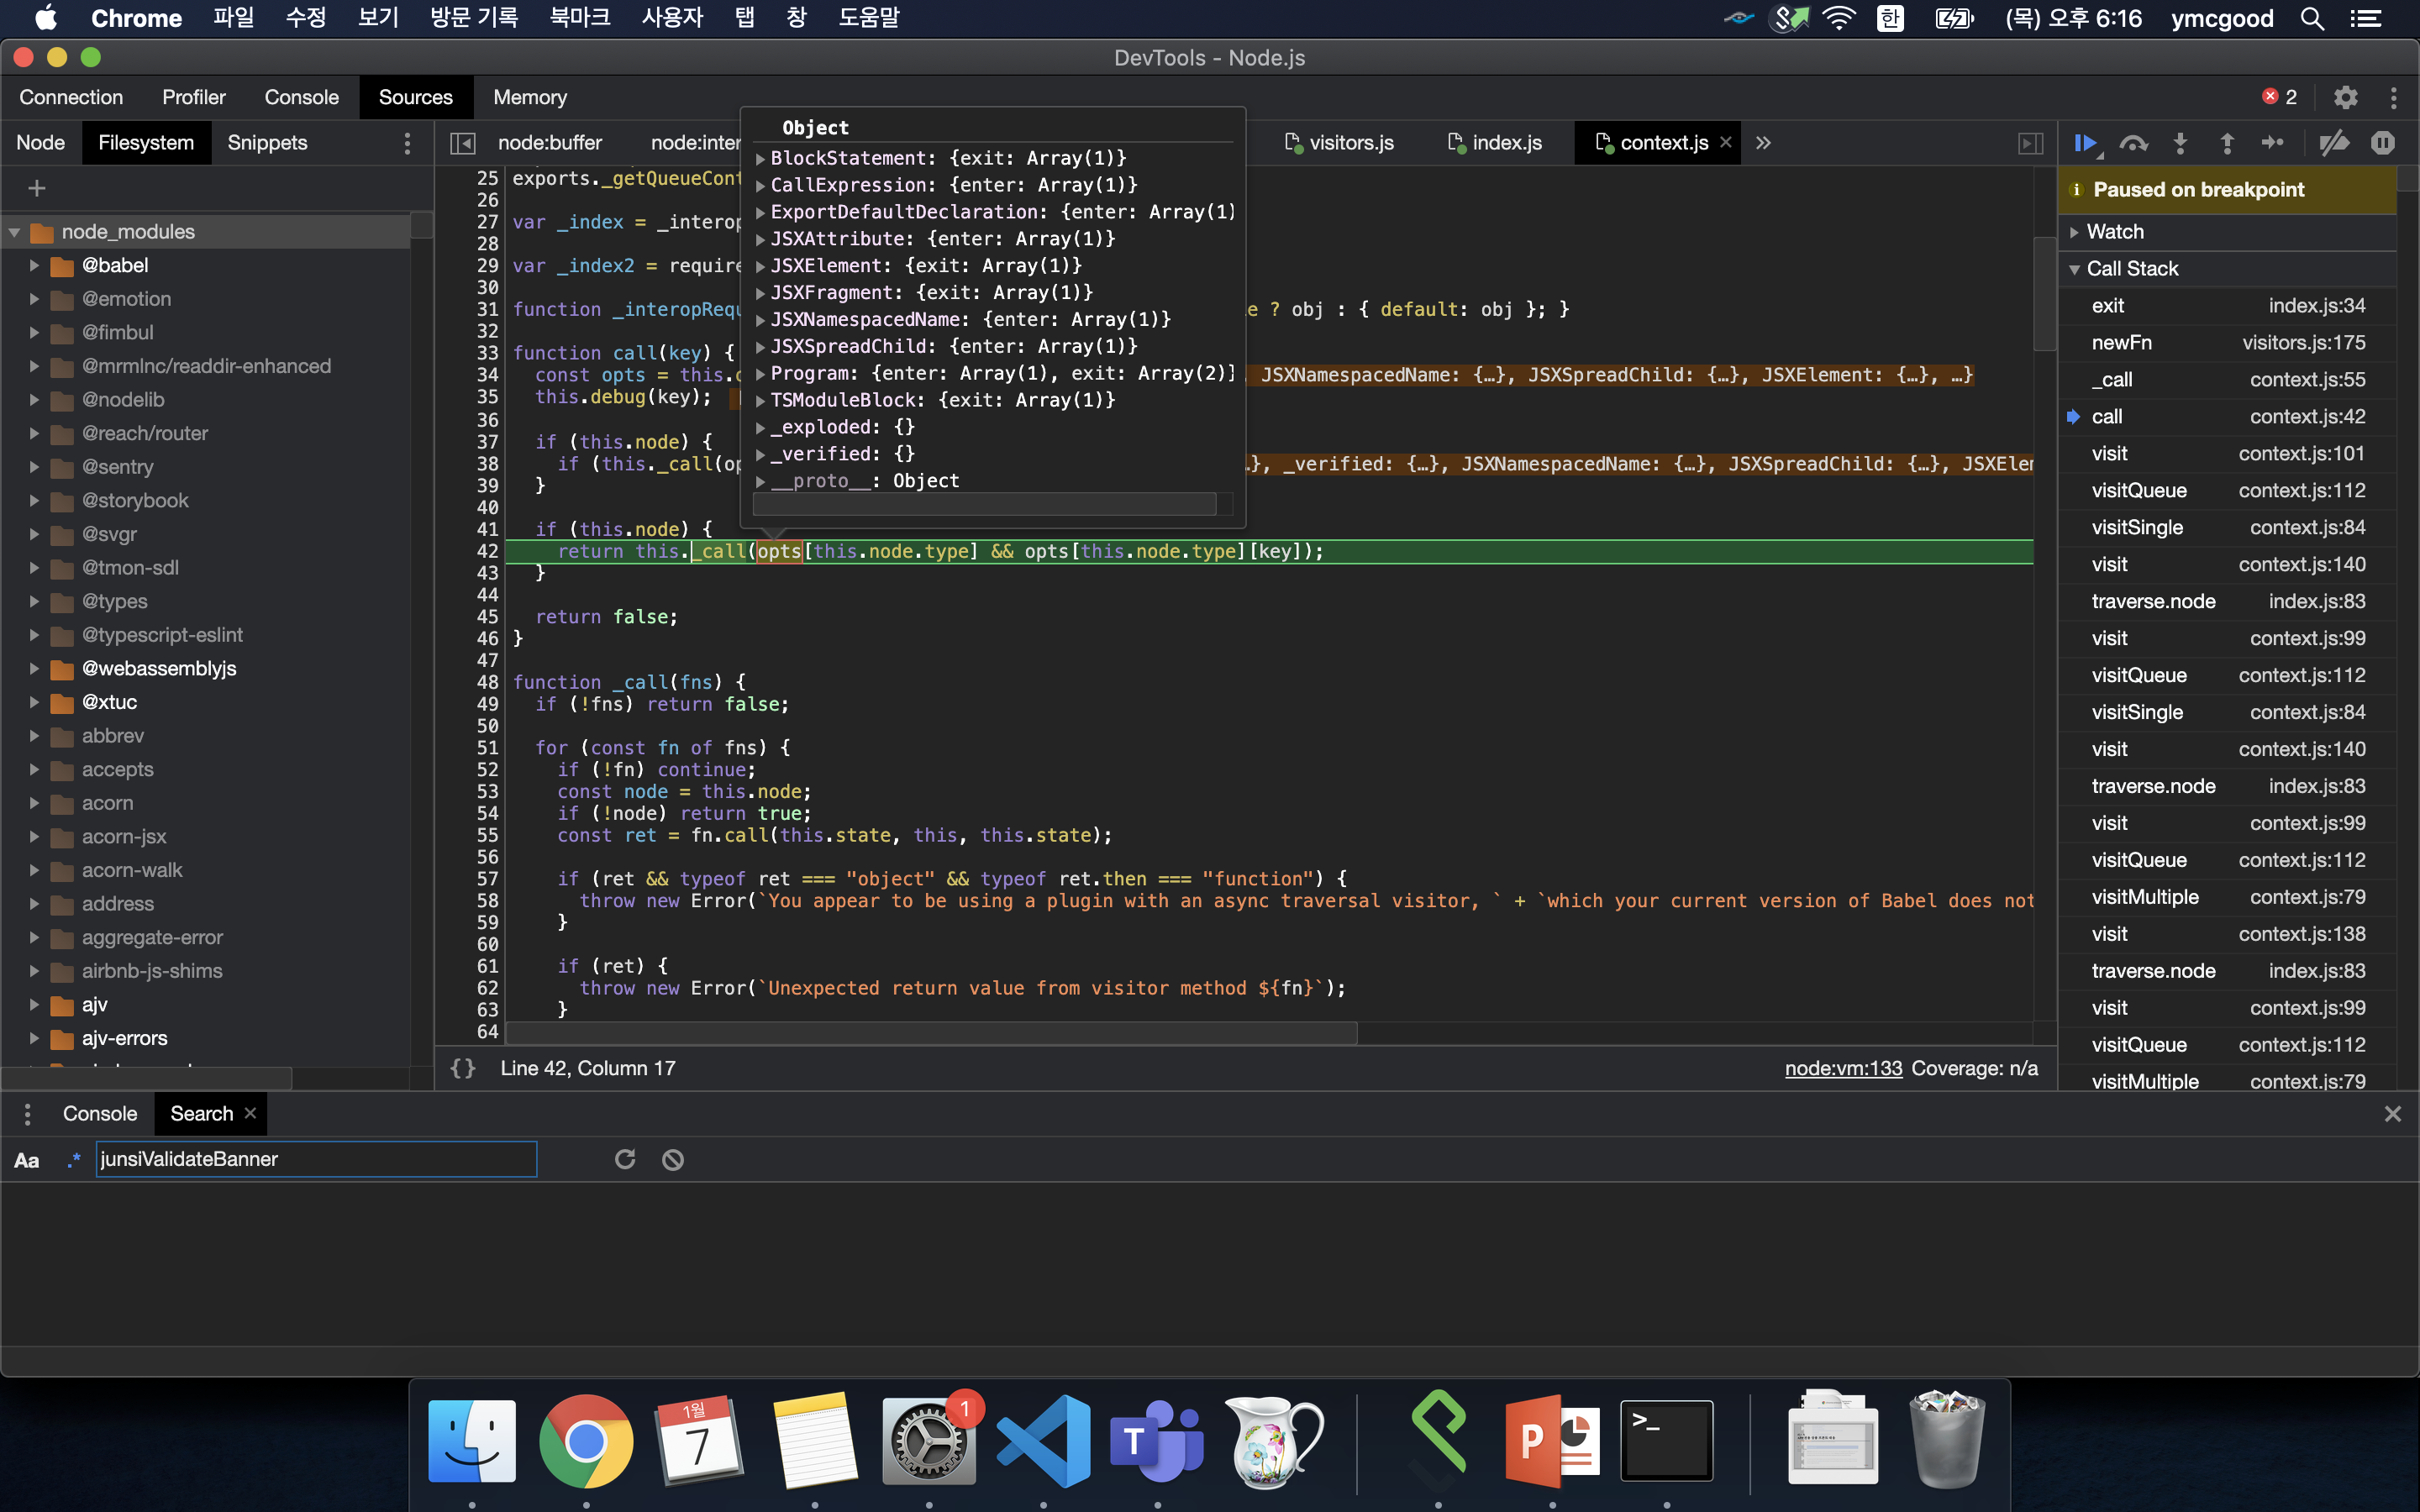 Chrome 파일 수정 보기 방문 기록 북마크 사용자 탭 창 도움말 한 (목) 오후 6:16 ymcgood
DevTools - Node.js
Connection Profiler Console Sources Memory 2
Node Filesystem Snippets
node:buffer node:inter visitors.js index.js context.js
node_modules
@babel
@emotion
@fimbul
@mrmlnc/readdir-enhanced
@nodelib
@reach/router
@sentry
@storybook
@svgr
@tmon-sdl
@types
@typescript-eslint
@webassemblyjs
@xtuc
abbrev
accepts
acorn
acorn-jsx
acorn-walk
address
aggregate-error
airbnb-js-shims
ajv
ajv-errors
Object
BlockStatement: {exit: Array(1)}
CallExpression: {enter: Array(1)}
ExportDefaultDeclaration: {enter: Array(1)
JSXAttribute: {enter: Array(1)}
JSXElement: {exit: Array(1)}
JSXFragment: {exit: Array(1)}
JSXNamespacedName: {enter: Array(1)}
JSXSpreadChild: {enter: Array(1)}
Program: {enter: Array(1), exit: Array(2)}
TSModuleBlock: {exit: Array(1)}
_exploded: {}
_verified: {}
__proto__: Object
25 exports._getQueueCont
26
27 var _index = _interop
28
29 var _index2 = require
30
31 function _interopRequ e ? obj : { default: obj }; }
32
33 function call(key) {
34 const opts = this. , JSXNamespacedName: {…}, JSXSpreadChild: {…}, JSXElement: {…}, …}
35 this.debug(key);
36
37 if (this.node) {
38 if (this._call(op …}, _verified: {…}, JSXNamespacedName: {…}, JSXSpreadChild: {…}, JSXElem
39 }
40
41 if (this.node) {
42 return this._call(opts[this.node.type] && opts[this.node.type][key]);
43 }
44
45 return false;
46 }
47
48 function _call(fns) {
49 if (!fns) return false;
50
51 for (const fn of fns) {
52 if (!fn) continue;
53 const node = this.node;
54 if (!node) return true;
55 const ret = fn.call(this.state, this, this.state);
56
57 if (ret && typeof ret === "object" && typeof ret.then === "function") {
58 throw new Error(`You appear to be using a plugin with an async traversal visitor, ` + `which your current version of Babel does not
59 }
60
61 if (ret) {
62 throw new Error(`Unexpected return value from visitor method ${fn}`);
63 }
64
{} Line 42, Column 17 node:vm:133 Coverage: n/a
Paused on breakpoint
Watch
Call Stack
exit index.js:34
newFn visitors.js:175
_call context.js:55
call context.js:42
visit context.js:101
visitQueue context.js:112
visitSingle context.js:84
visit context.js:140
traverse.node index.js:83
visit context.js:99
visitQueue context.js:112
visitSingle context.js:84
visit context.js:140
traverse.node index.js:83
visit context.js:99
visitQueue context.js:112
visitMultiple context.js:79
visit context.js:138
traverse.node index.js:83
visit context.js:99
visitQueue context.js:112
visitMultiple context.js:79
Console Search
Aa .* junsiValidateBanner
1월
7
1
T
P
>_